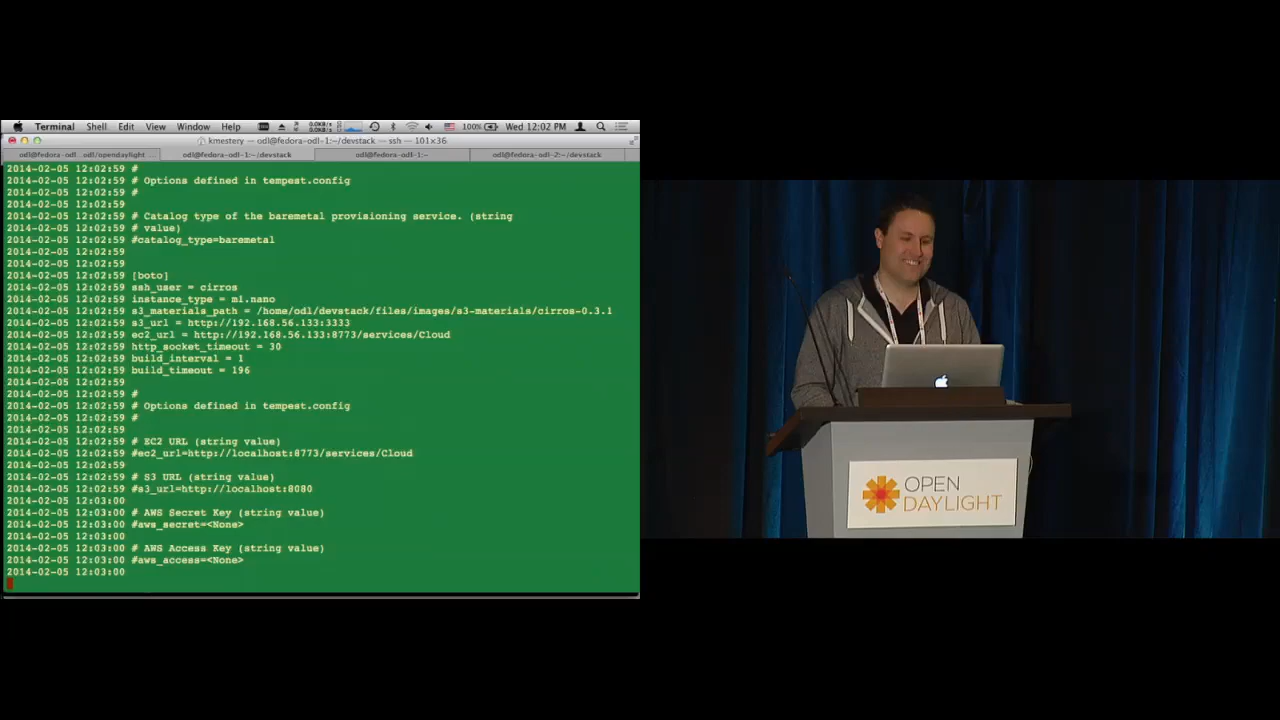 Terminal Shell Edit View Window Help 0.0KB/s 0.0KB/s 100% Wed 12:02 PM
kmestery — odl@fedora-odl-1:~/devstack — ssh — 101×36
odl@fedora-odl...odl/opendaylight odl@fedora-odl-1:~/devstack odl@fedora-odl-1:~ odl@fedora-odl-2:~/devstack
2014-02-05 12:02:59 #
2014-02-05 12:02:59 # Options defined in tempest.config
2014-02-05 12:02:59 #
2014-02-05 12:02:59
2014-02-05 12:02:59 # Catalog type of the baremetal provisioning service. (string
2014-02-05 12:02:59 # value)
2014-02-05 12:02:59 #catalog_type=baremetal
2014-02-05 12:02:59
2014-02-05 12:02:59
2014-02-05 12:02:59 [boto]
2014-02-05 12:02:59 ssh_user = cirros
2014-02-05 12:02:59 instance_type = m1.nano
2014-02-05 12:02:59 s3_materials_path = /home/odl/devstack/files/images/s3-materials/cirros-0.3.1
2014-02-05 12:02:59 s3_url = http://192.168.56.133:3333
2014-02-05 12:02:59 ec2_url = http://192.168.56.133:8773/services/Cloud
2014-02-05 12:02:59 http_socket_timeout = 30
2014-02-05 12:02:59 build_interval = 1
2014-02-05 12:02:59 build_timeout = 196
2014-02-05 12:02:59
2014-02-05 12:02:59 #
2014-02-05 12:02:59 # Options defined in tempest.config
2014-02-05 12:02:59 #
2014-02-05 12:02:59
2014-02-05 12:02:59 # EC2 URL (string value)
2014-02-05 12:02:59 #ec2_url=http://localhost:8773/services/Cloud
2014-02-05 12:02:59
2014-02-05 12:02:59 # S3 URL (string value)
2014-02-05 12:02:59 #s3_url=http://localhost:8080
2014-02-05 12:03:00
2014-02-05 12:03:00 # AWS Secret Key (string value)
2014-02-05 12:03:00 #aws_secret=<None>
2014-02-05 12:03:00
2014-02-05 12:03:00 # AWS Access Key (string value)
2014-02-05 12:03:00 #aws_access=<None>
2014-02-05 12:03:00
OPEN
DAYLIGHT